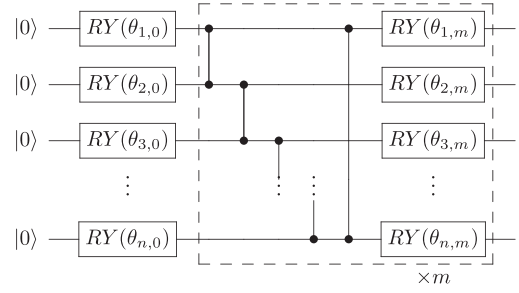 |0⟩ RY(θ1,0) RY(θ1,m)
|0⟩ RY(θ2,0) RY(θ2,m)
|0⟩ RY(θ3,0) RY(θ3,m)
⋮ ⋮ ⋮ ⋮
|0⟩ RY(θn,0) RY(θn,m)
×m